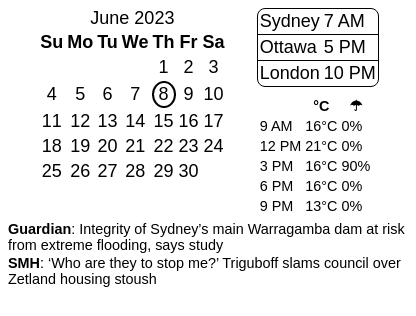 June 2023
Su Mo Tu We Th Fr Sa
1 2 3
4 5 6 7 8 9 10
11 12 13 14 15 16 17
18 19 20 21 22 23 24
25 26 27 28 29 30
Sydney 7 AM
Ottawa 5 PM
London 10 PM
°C ☂
9 AM 16°C 0%
12 PM 21°C 0%
3 PM 16°C 90%
6 PM 16°C 0%
9 PM 13°C 0%
Guardian: Integrity of Sydney’s main Warragamba dam at risk
from extreme flooding, says study
SMH: ‘Who are they to stop me?’ Triguboff slams council over
Zetland housing stoush